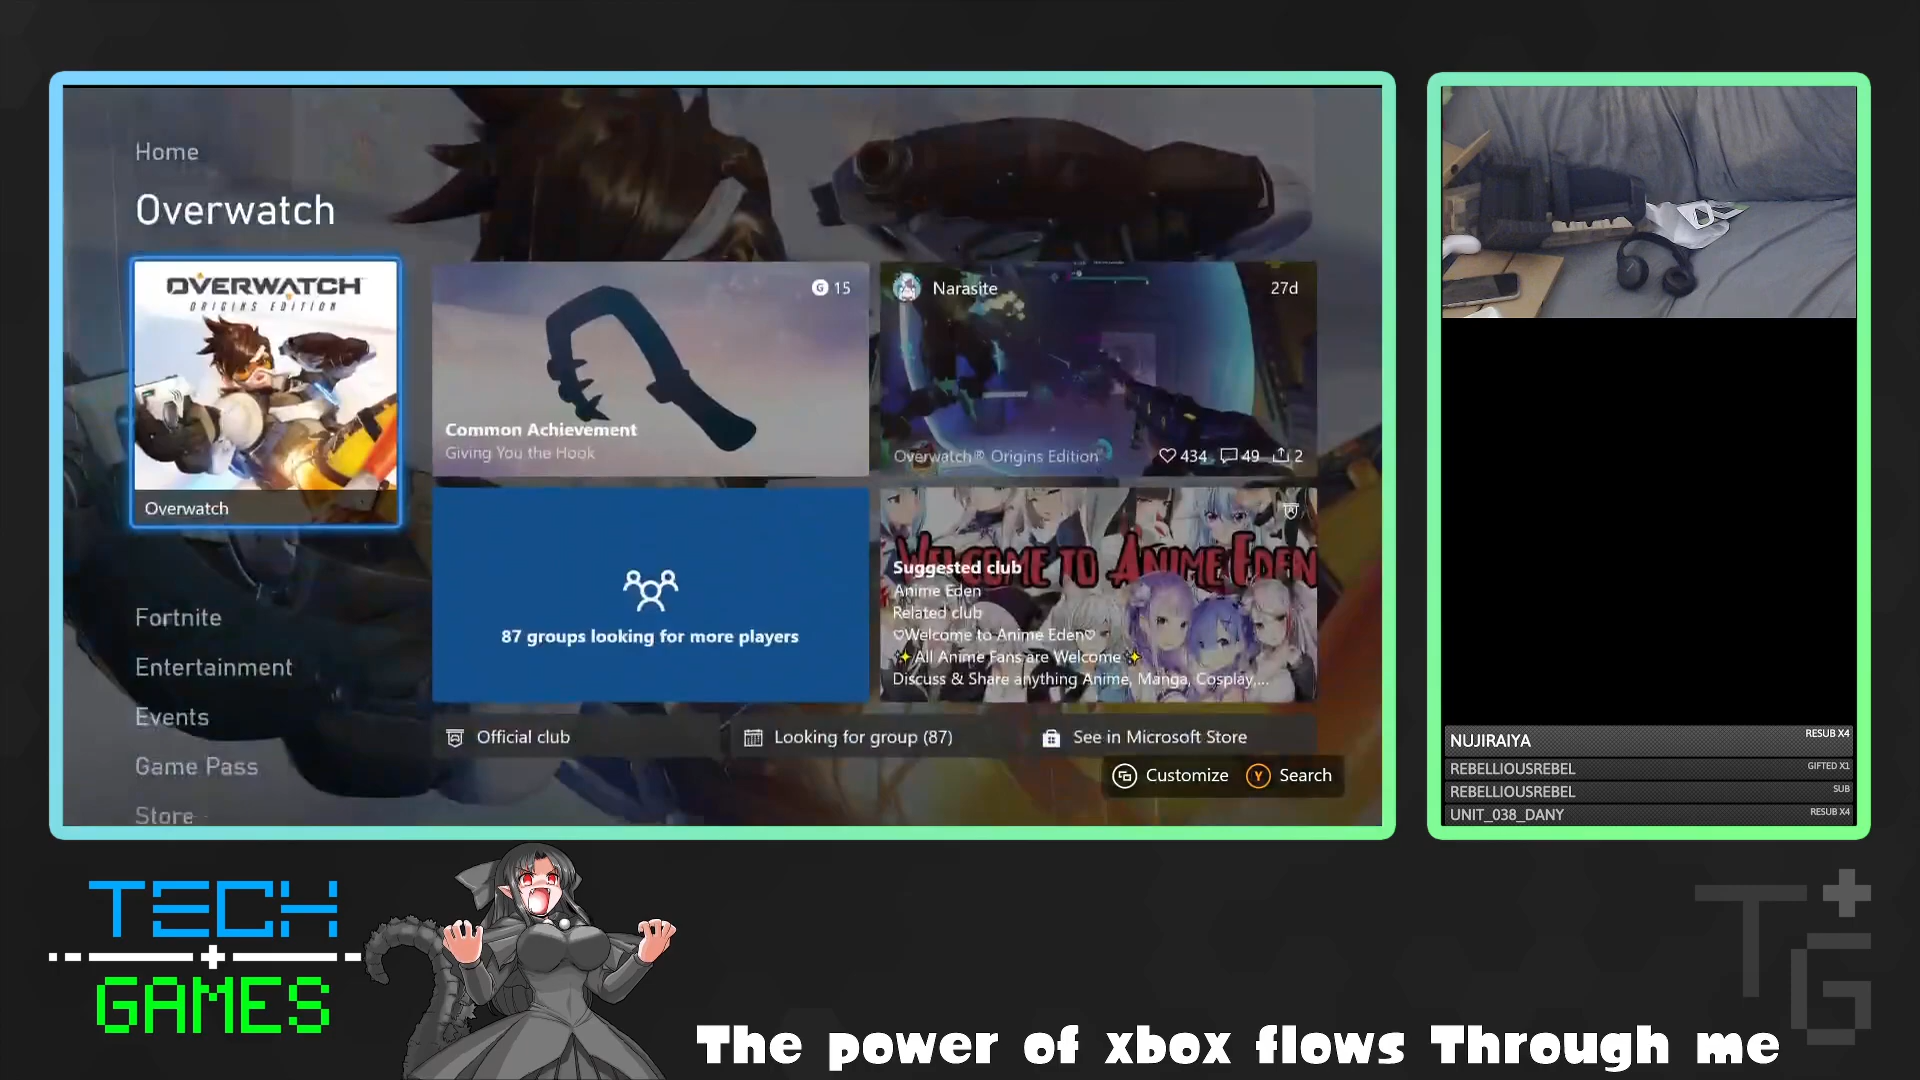 Home
Overwatch
OVERWATCH
ORIGINS EDITION
Overwatch
G 15
Common Achievement
Giving You the Hook
Narasite
27d
Overwatch® Origins Edition
434 49 2
87 groups looking for more players
WELCOME TO ANIME EDEN
Suggested club
Anime Eden
Related club
♡Welcome to Anime Eden♡
✨All Anime Fans are Welcome✨
Discuss & Share anything Anime, Manga, Cosplay,...
Fortnite
Entertainment
Events
Game Pass
Store
Official club
Looking for group (87)
See in Microsoft Store
Customize
Y Search
NUJIRAIYA RESUB X4
REBELLIOUSREBEL GIFTED X1
REBELLIOUSREBEL SUB
UNIT_038_DANY RESUB X4
TECH
GAMES
TG
The power of xbox flows Through me